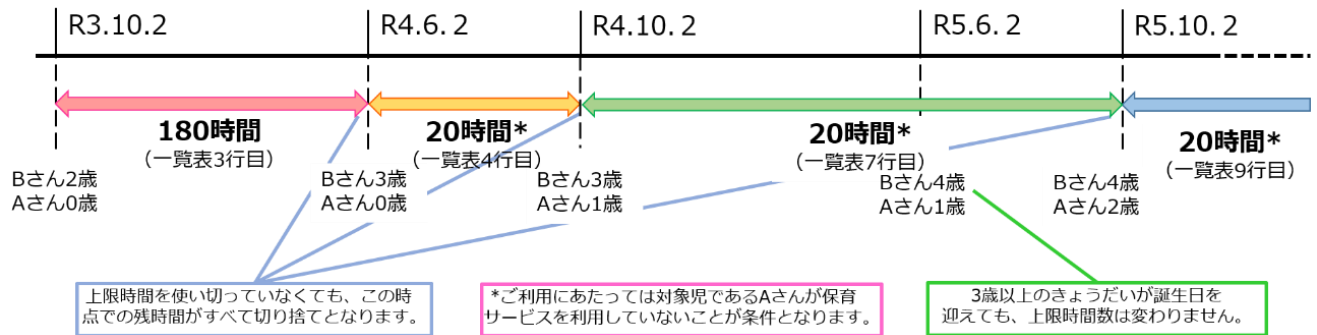 R3.10.2
R4.6. 2
R4.10. 2
R5.6. 2
R5.10. 2
180時間
(一覧表3行目)
20時間*
(一覧表4行目)
20時間*
(一覧表7行目)
20時間*
(一覧表9行目)
Bさん2歳
Aさん0歳
Bさん3歳
Aさん0歳
Bさん3歳
Aさん1歳
Bさん4歳
Aさん1歳
Bさん4歳
Aさん2歳
上限時間を使い切っていなくても、この時
点での残時間がすべて切り捨てとなります。
*ご利用にあたっては対象児であるAさんが保育
サービスを利用していないことが条件となります。
3歳以上のきょうだいが誕生日を
迎えても、上限時間数は変わりません。